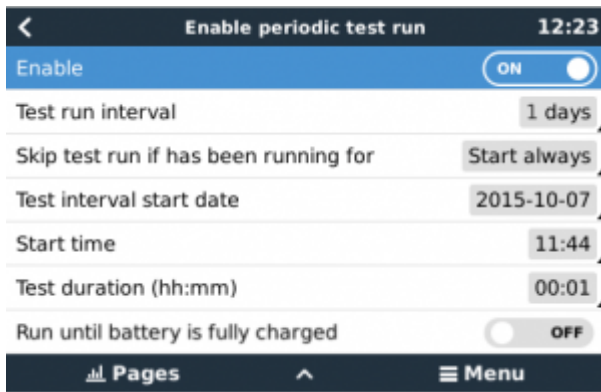 Enable periodic test run 12:23
Enable ON
Test run interval 1 days
Skip test run if has been running for Start always
Test interval start date 2015-10-07
Start time 11:44
Test duration (hh:mm) 00:01
Run until battery is fully charged OFF
Pages Menu